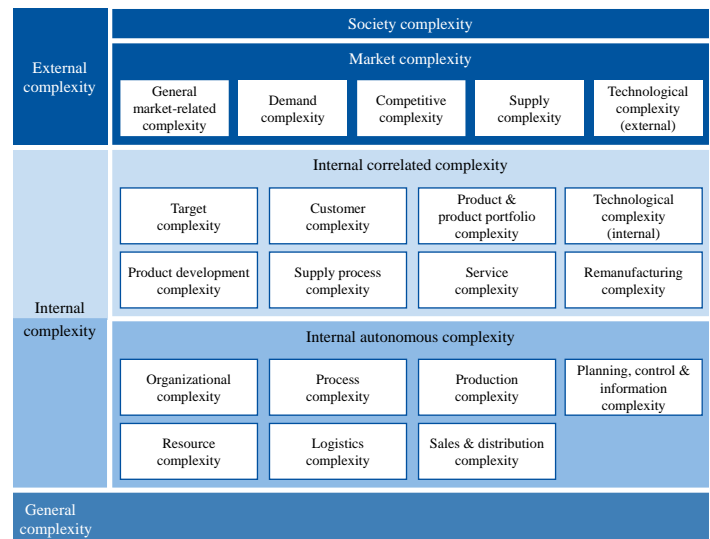 External
complexity
Society complexity
Market complexity
General
market-related
complexity
Demand
complexity
Competitive
complexity
Supply
complexity
Technological
complexity
(external)
Internal
complexity
Internal correlated complexity
Target
complexity
Customer
complexity
Product &
product portfolio
complexity
Technological
complexity
(internal)
Product development
complexity
Supply process
complexity
Service
complexity
Remanufacturing
complexity
Internal autonomous complexity
Organizational
complexity
Process
complexity
Production
complexity
Planning, control &
information
complexity
Resource
complexity
Logistics
complexity
Sales & distribution
complexity
General
complexity